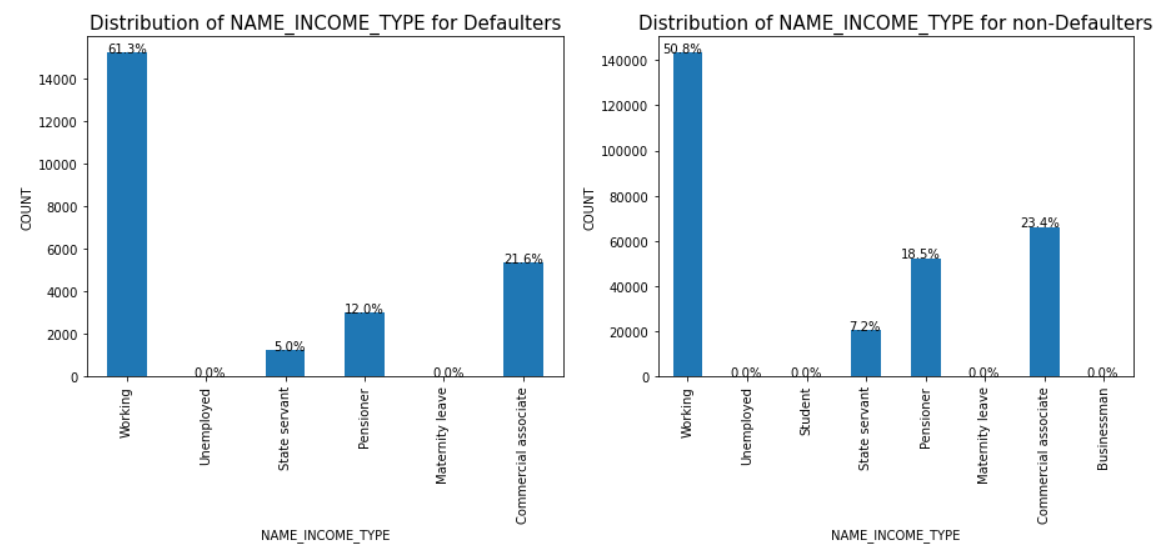 Distribution of NAME_INCOME_TYPE for Defaulters
61.3%
14000
12000
10000
8000
6000
4000
2000
0
COUNT
0.0%
5.0%
12.0%
0.0%
21.6%
Working
Unemployed
State servant
Pensioner
Maternity leave
Commercial associate
NAME_INCOME_TYPE
Distribution of NAME_INCOME_TYPE for non-Defaulters
50.8%
140000
120000
100000
80000
60000
40000
20000
0
COUNT
0.0%
0.0%
7.2%
18.5%
0.0%
23.4%
0.0%
Working
Unemployed
Student
State servant
Pensioner
Maternity leave
Commercial associate
Businessman
NAME_INCOME_TYPE